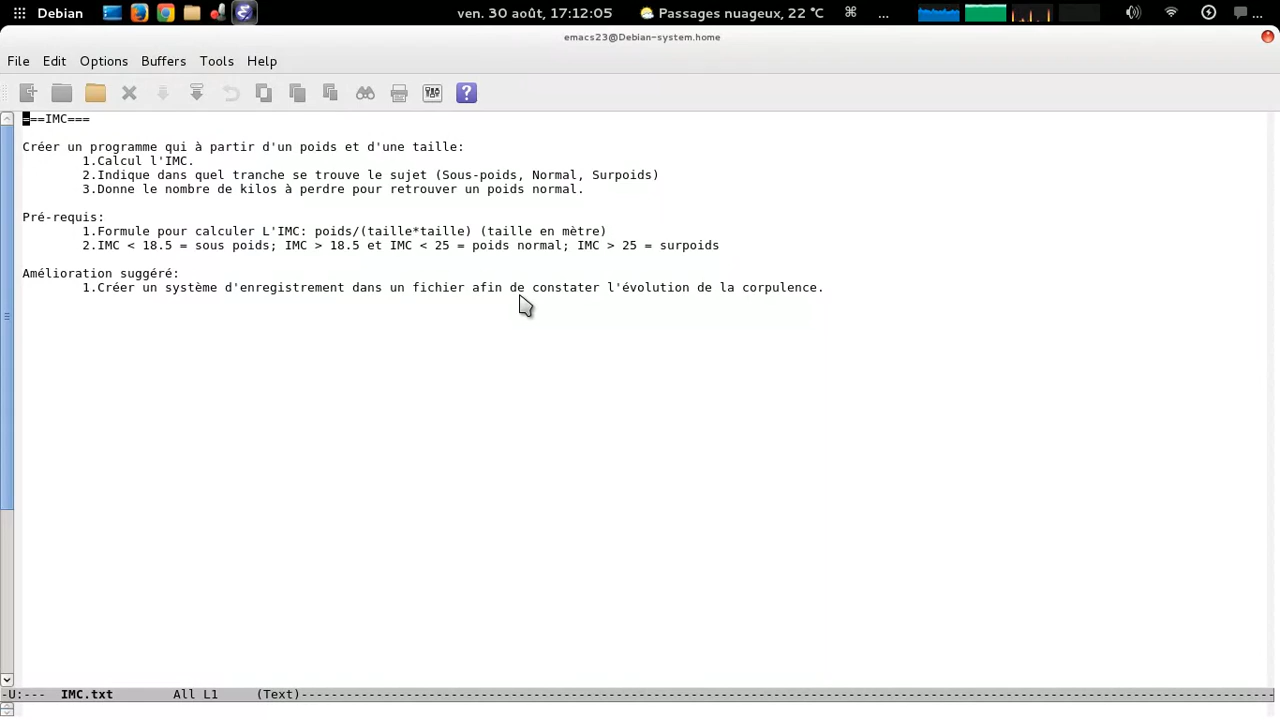 Debian
ven. 30 août, 17:12:05
Passages nuageux, 22 °C
...
...
emacs23@Debian-system.home
File Edit Options Buffers Tools Help
===IMC===
Créer un programme qui à partir d'un poids et d'une taille:
1.Calcul l'IMC.
2.Indique dans quel tranche se trouve le sujet (Sous-poids, Normal, Surpoids)
3.Donne le nombre de kilos à perdre pour retrouver un poids normal.
Pré-requis:
1.Formule pour calculer L'IMC: poids/(taille*taille) (taille en mètre)
2.IMC < 18.5 = sous poids; IMC > 18.5 et IMC < 25 = poids normal; IMC > 25 = surpoids
Amélioration suggéré:
1.Créer un système d'enregistrement dans un fichier afin de constater l'évolution de la corpulence.
-U:--- IMC.txt All L1 (Text)